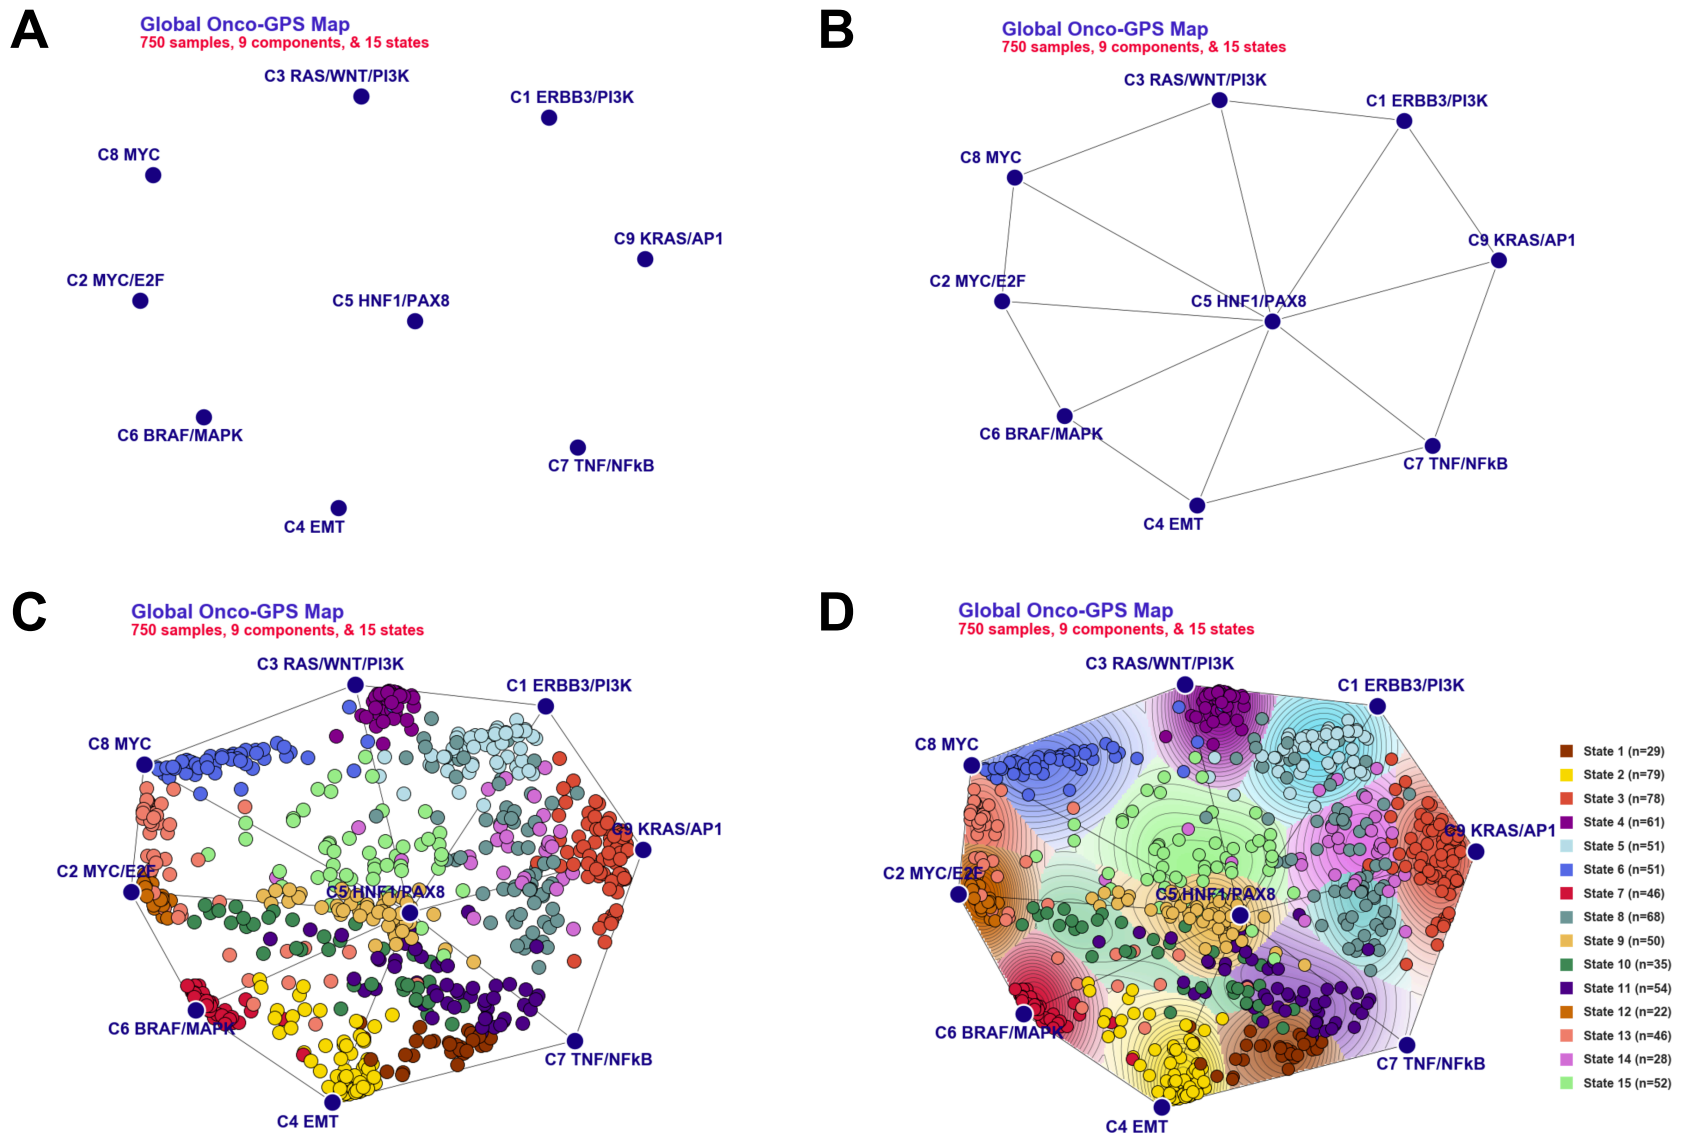 A
Global Onco-GPS Map
750 samples, 9 components, & 15 states
C3 RAS/WNT/PI3K
C1 ERBB3/PI3K
C8 MYC
C9 KRAS/AP1
C2 MYC/E2F
C5 HNF1/PAX8
C6 BRAF/MAPK
C7 TNF/NFkB
C4 EMT
B
Global Onco-GPS Map
750 samples, 9 components, & 15 states
C3 RAS/WNT/PI3K
C1 ERBB3/PI3K
C8 MYC
C9 KRAS/AP1
C2 MYC/E2F
C5 HNF1/PAX8
C6 BRAF/MAPK
C7 TNF/NFkB
C4 EMT
C
Global Onco-GPS Map
750 samples, 9 components, & 15 states
C3 RAS/WNT/PI3K
C1 ERBB3/PI3K
C8 MYC
C9 KRAS/AP1
C2 MYC/E2F
C5 HNF1/PAX8
C6 BRAF/MAPK
C7 TNF/NFkB
C4 EMT
D
Global Onco-GPS Map
750 samples, 9 components, & 15 states
C3 RAS/WNT/PI3K
C1 ERBB3/PI3K
C8 MYC
C9 KRAS/AP1
C2 MYC/E2F
C5 HNF1/PAX8
C6 BRAF/MAPK
C7 TNF/NFkB
C4 EMT
State 1 (n=29)
State 2 (n=79)
State 3 (n=78)
State 4 (n=61)
State 5 (n=51)
State 6 (n=51)
State 7 (n=46)
State 8 (n=68)
State 9 (n=50)
State 10 (n=35)
State 11 (n=54)
State 12 (n=22)
State 13 (n=46)
State 14 (n=28)
State 15 (n=52)